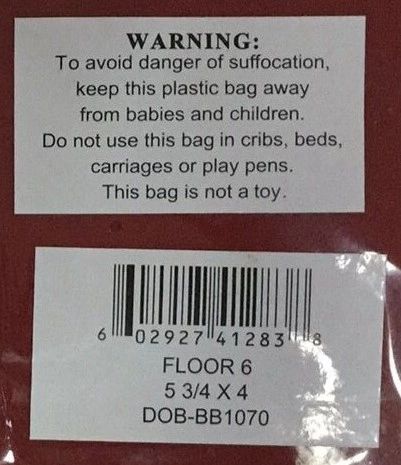 WARNING:
To avoid danger of suffocation,
keep this plastic bag away
from babies and children.
Do not use this bag in cribs, beds,
carriages or play pens.
This bag is not a toy.
6 02927 41283 8
FLOOR 6
5 3/4 X 4
DOB-BB1070